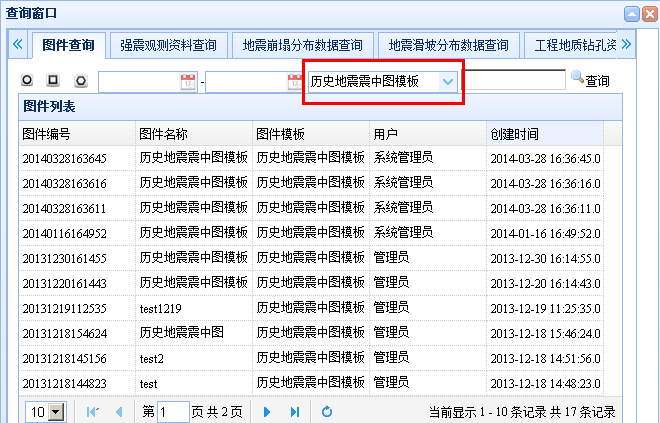 查询窗口
图件查询 强震观测资料查询 地震崩塌分布数据查询 地震滑坡分布数据查询 工程地质钻孔资
- 历史地震震中图模板 查询
图件列表
图件编号 图件名称 图件模板 用户 创建时间
20140328163645 历史地震震中图模板 历史地震震中图模板 系统管理员 2014-03-28 16:36:45.0
20140328163616 历史地震震中图模板 历史地震震中图模板 系统管理员 2014-03-28 16:36:16.0
20140328163611 历史地震震中图模板 历史地震震中图模板 系统管理员 2014-03-28 16:36:11.0
20140116164952 历史地震震中图模板 历史地震震中图模板 系统管理员 2014-01-16 16:49:52.0
20131230161455 历史地震震中图模板 历史地震震中图模板 管理员 2013-12-30 16:14:55.0
20131220161443 历史地震震中图模板 历史地震震中图模板 管理员 2013-12-20 16:14:43.0
20131219112535 test1219 历史地震震中图模板 管理员 2013-12-19 11:25:35.0
20131218154624 历史地震震中图 历史地震震中图模板 管理员 2013-12-18 15:46:24.0
20131218145156 test2 历史地震震中图模板 管理员 2013-12-18 14:51:56.0
20131218144823 test 历史地震震中图模板 管理员 2013-12-18 14:48:23.0
10 第 1 页 共 2 页 当前显示 1 - 10 条记录 共 17 条记录